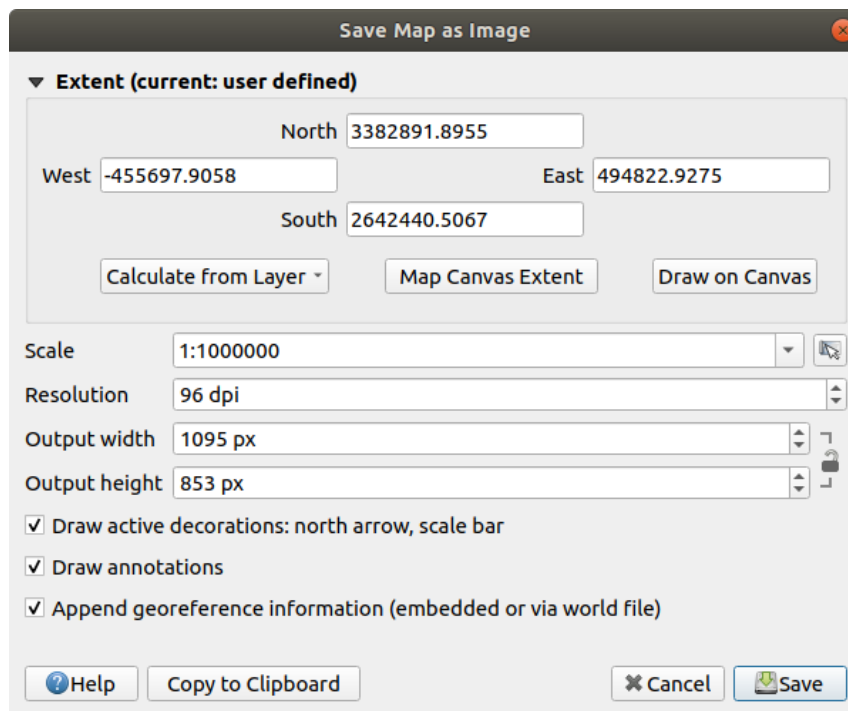 Save Map as Image
Extent (current: user defined)
North 3382891.8955
West -455697.9058 East 494822.9275
South 2642440.5067
Calculate from Layer Map Canvas Extent Draw on Canvas
Scale 1:1000000
Resolution 96 dpi
Output width 1095 px
Output height 853 px
Draw active decorations: north arrow, scale bar
Draw annotations
Append georeference information (embedded or via world file)
Help Copy to Clipboard Cancel Save